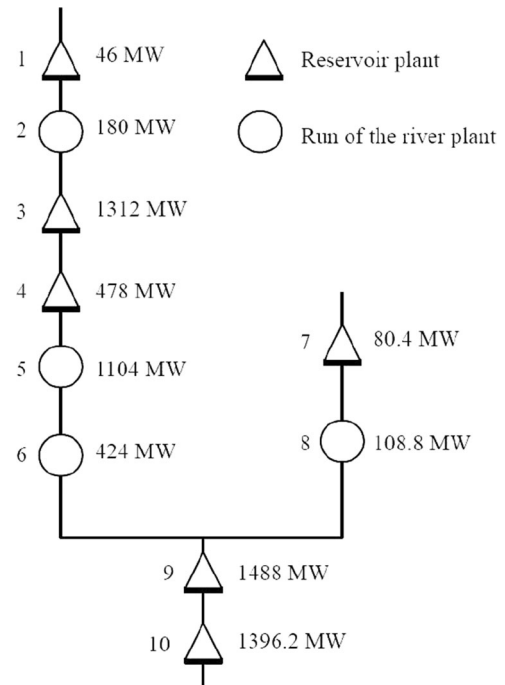 1 46 MW
Reservoir plant
2 180 MW
Run of the river plant
3 1312 MW
4 478 MW
7 80.4 MW
5 1104 MW
6 424 MW
8 108.8 MW
9 1488 MW
10 1396.2 MW